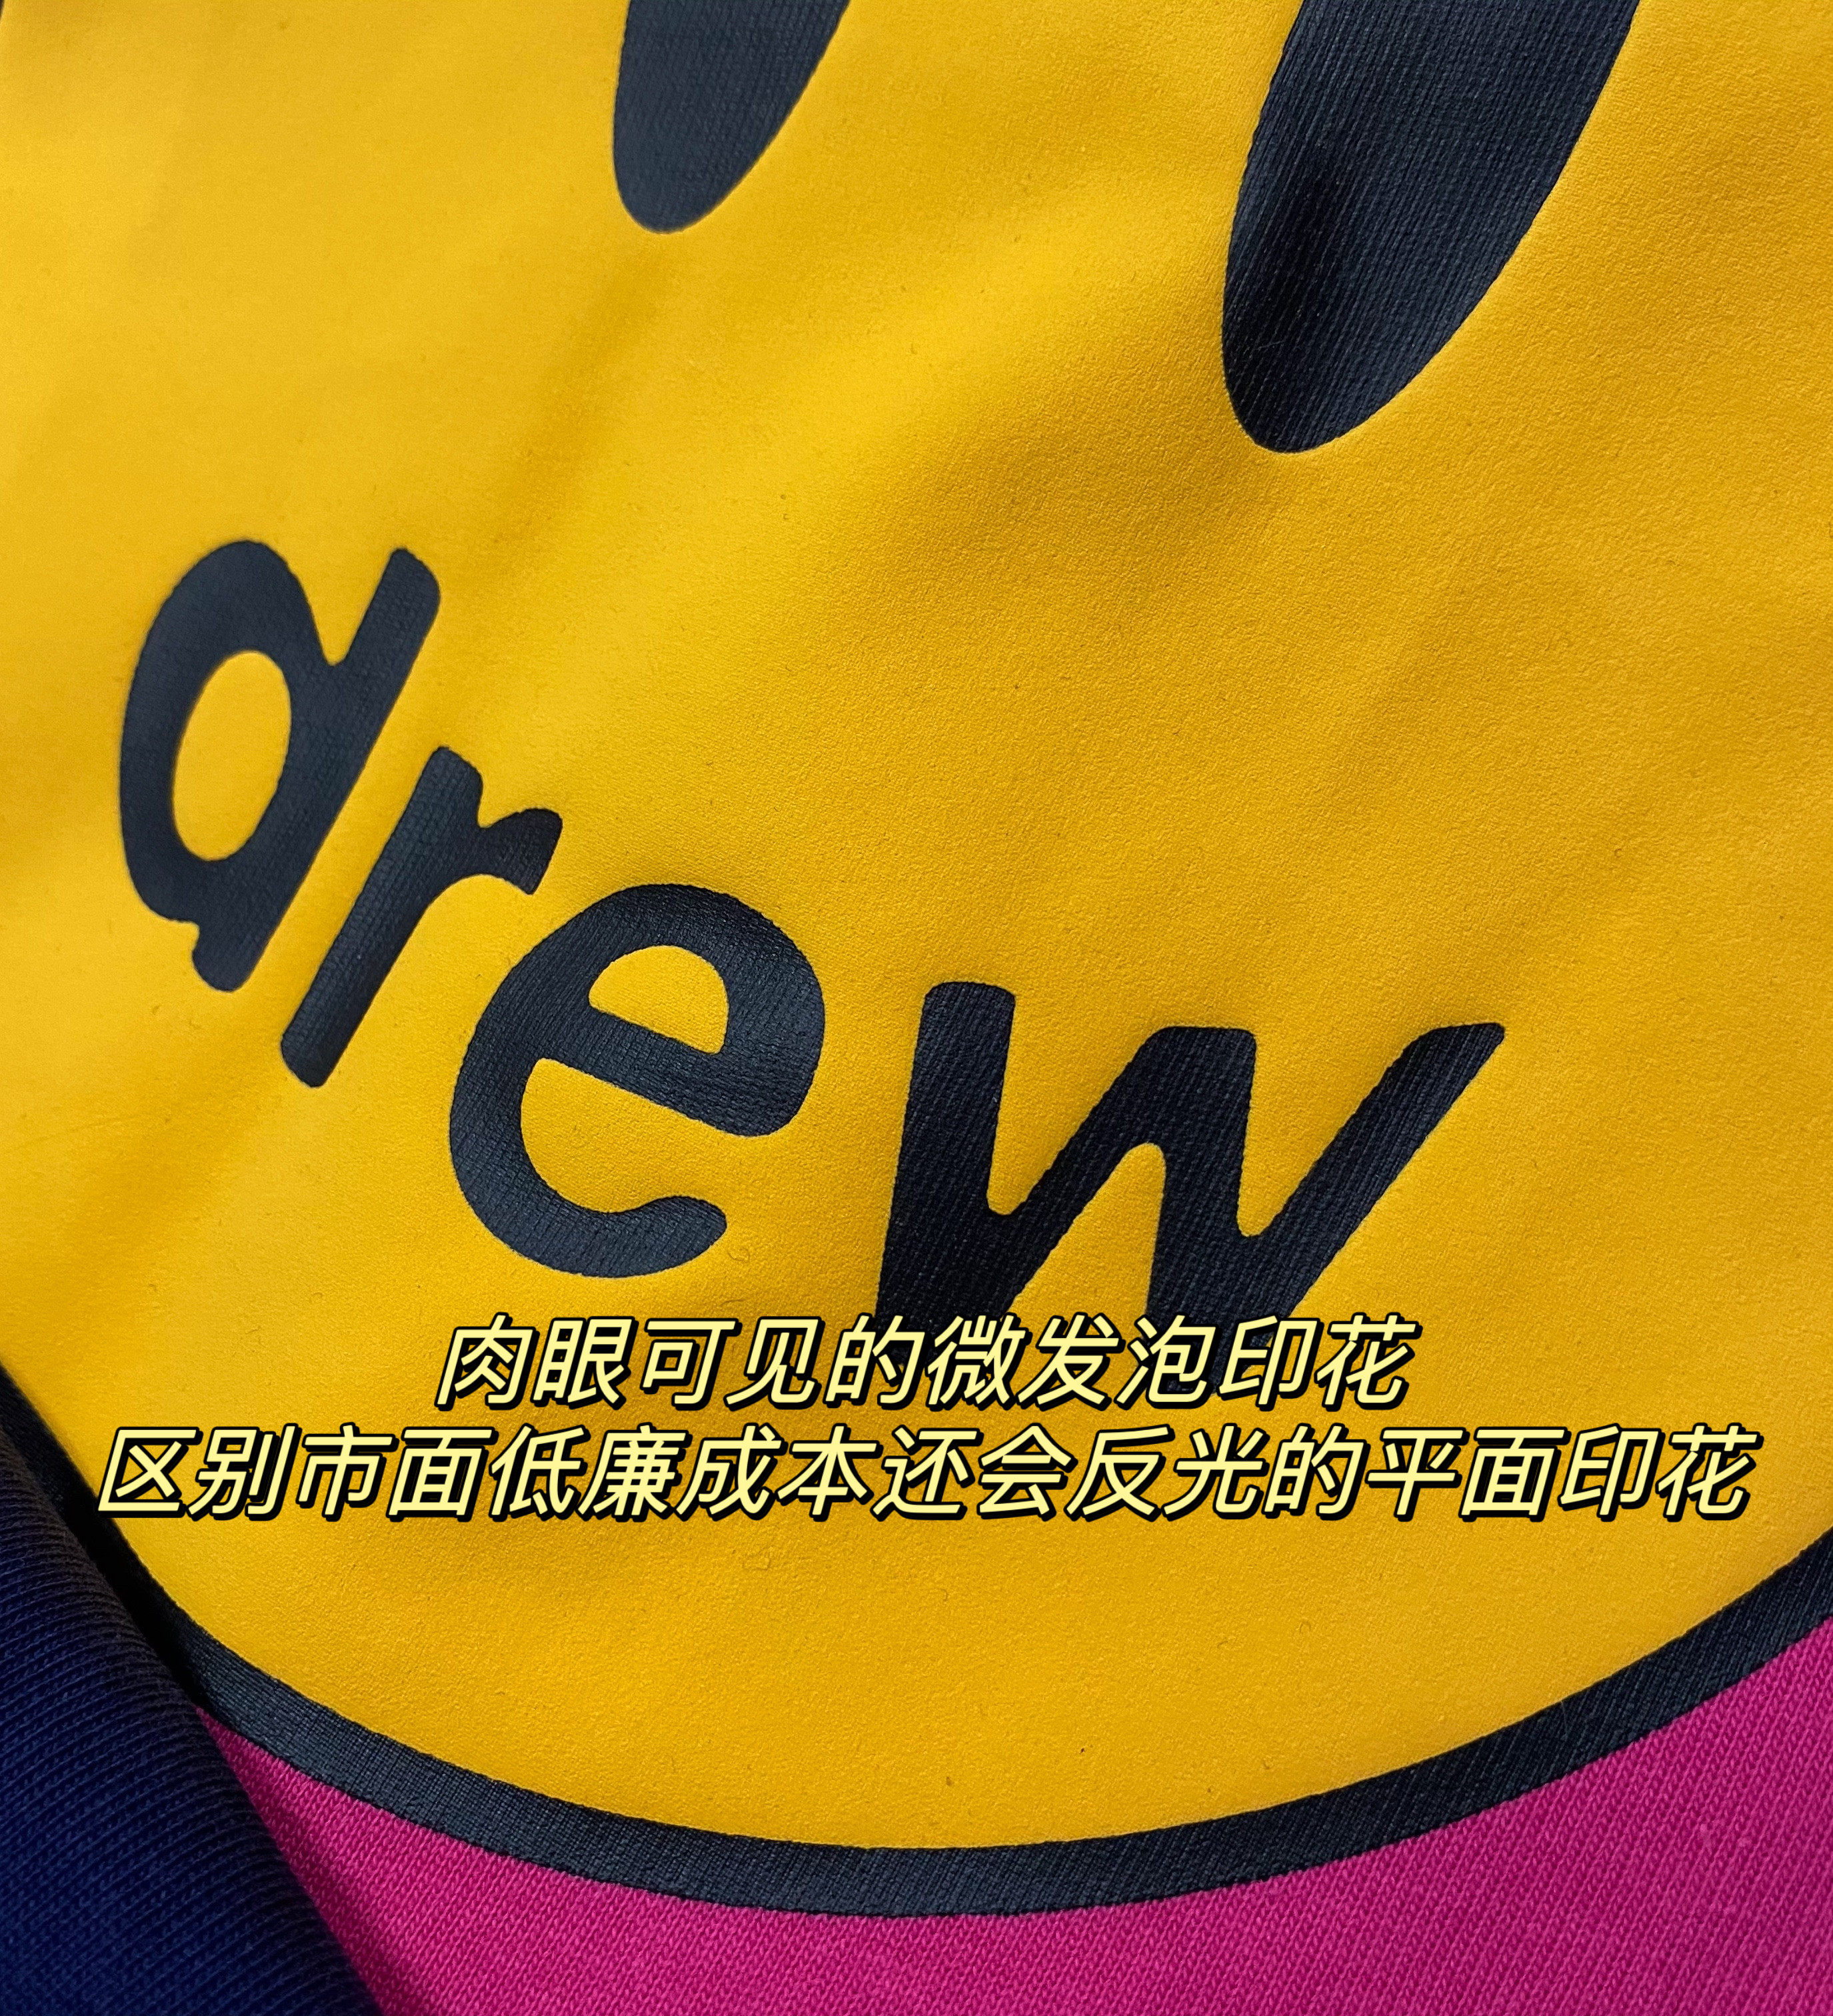 drew
肉眼可见的微发泡印花
区别市面低廉成本还会反光的平面印花